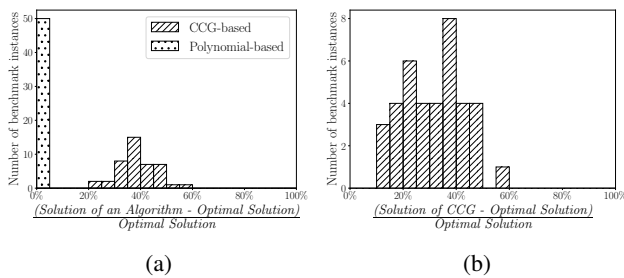 Number of benchmark instances
50
40
30
20
10
0
CCG-based
Polynomial-based
0% 20% 40% 60% 80% 100%
(Solution of an Algorithm - Optimal Solution)
Optimal Solution
(a)
Number of benchmark instances
8
6
4
2
0
0% 20% 40% 60% 80% 100%
(Solution of CCG - Optimal Solution)
Optimal Solution
(b)